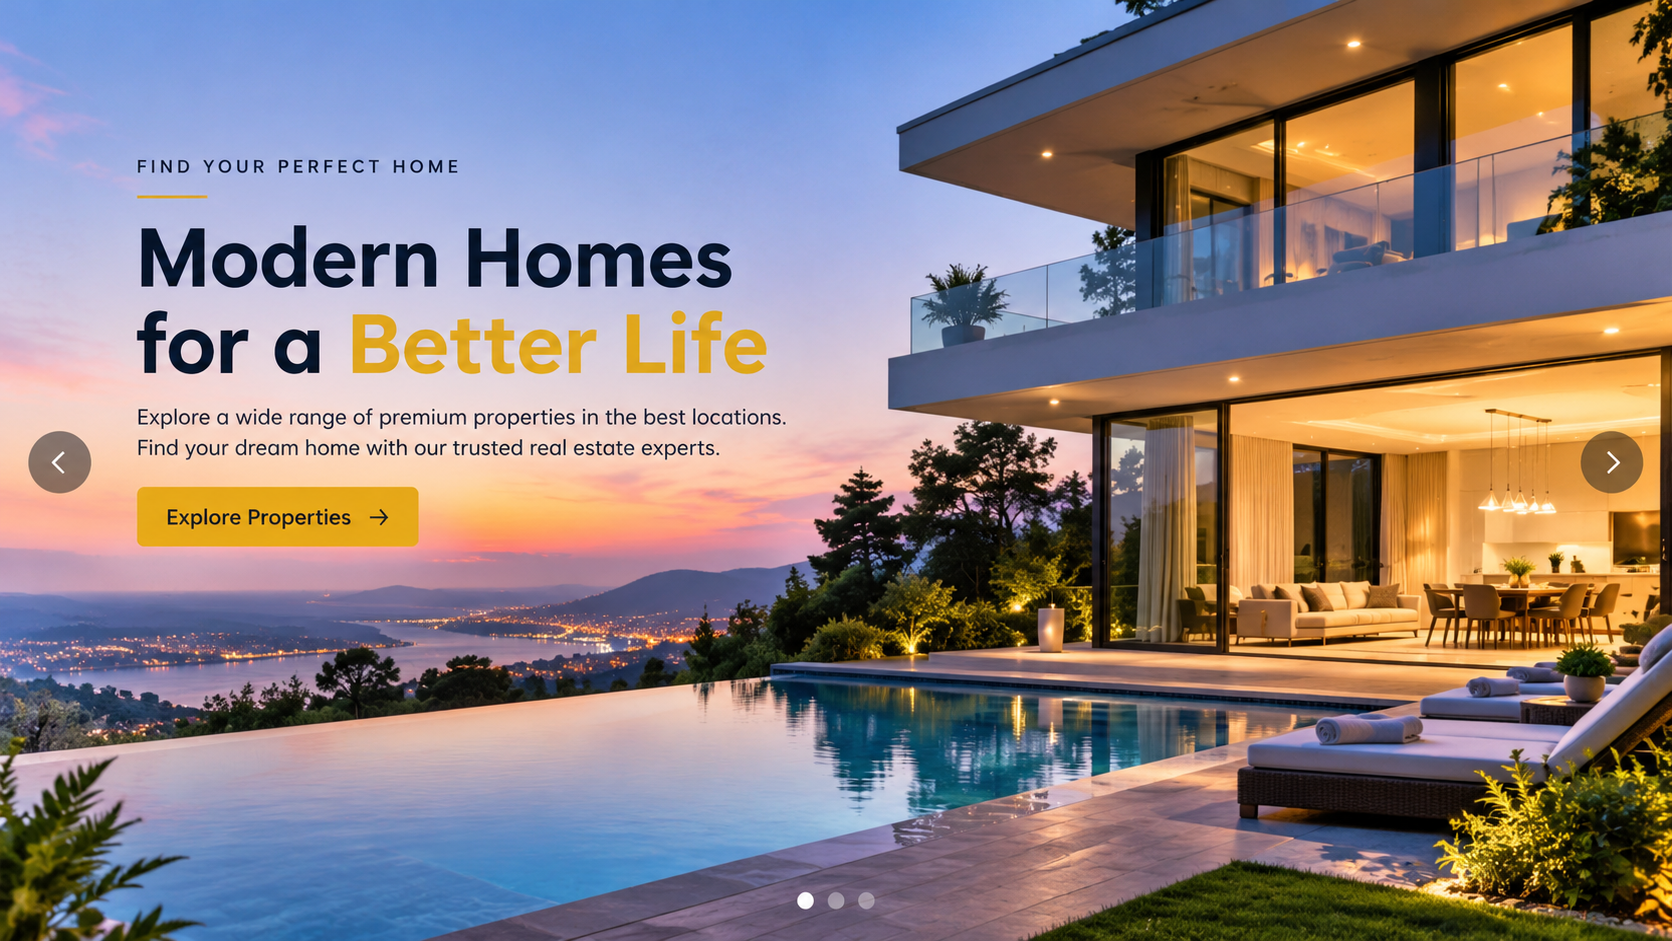 FIND YOUR PERFECT HOME
Modern Homes
for a Better Life
Explore a wide range of premium properties in the best locations.
Find your dream home with our trusted real estate experts.
Explore Properties →